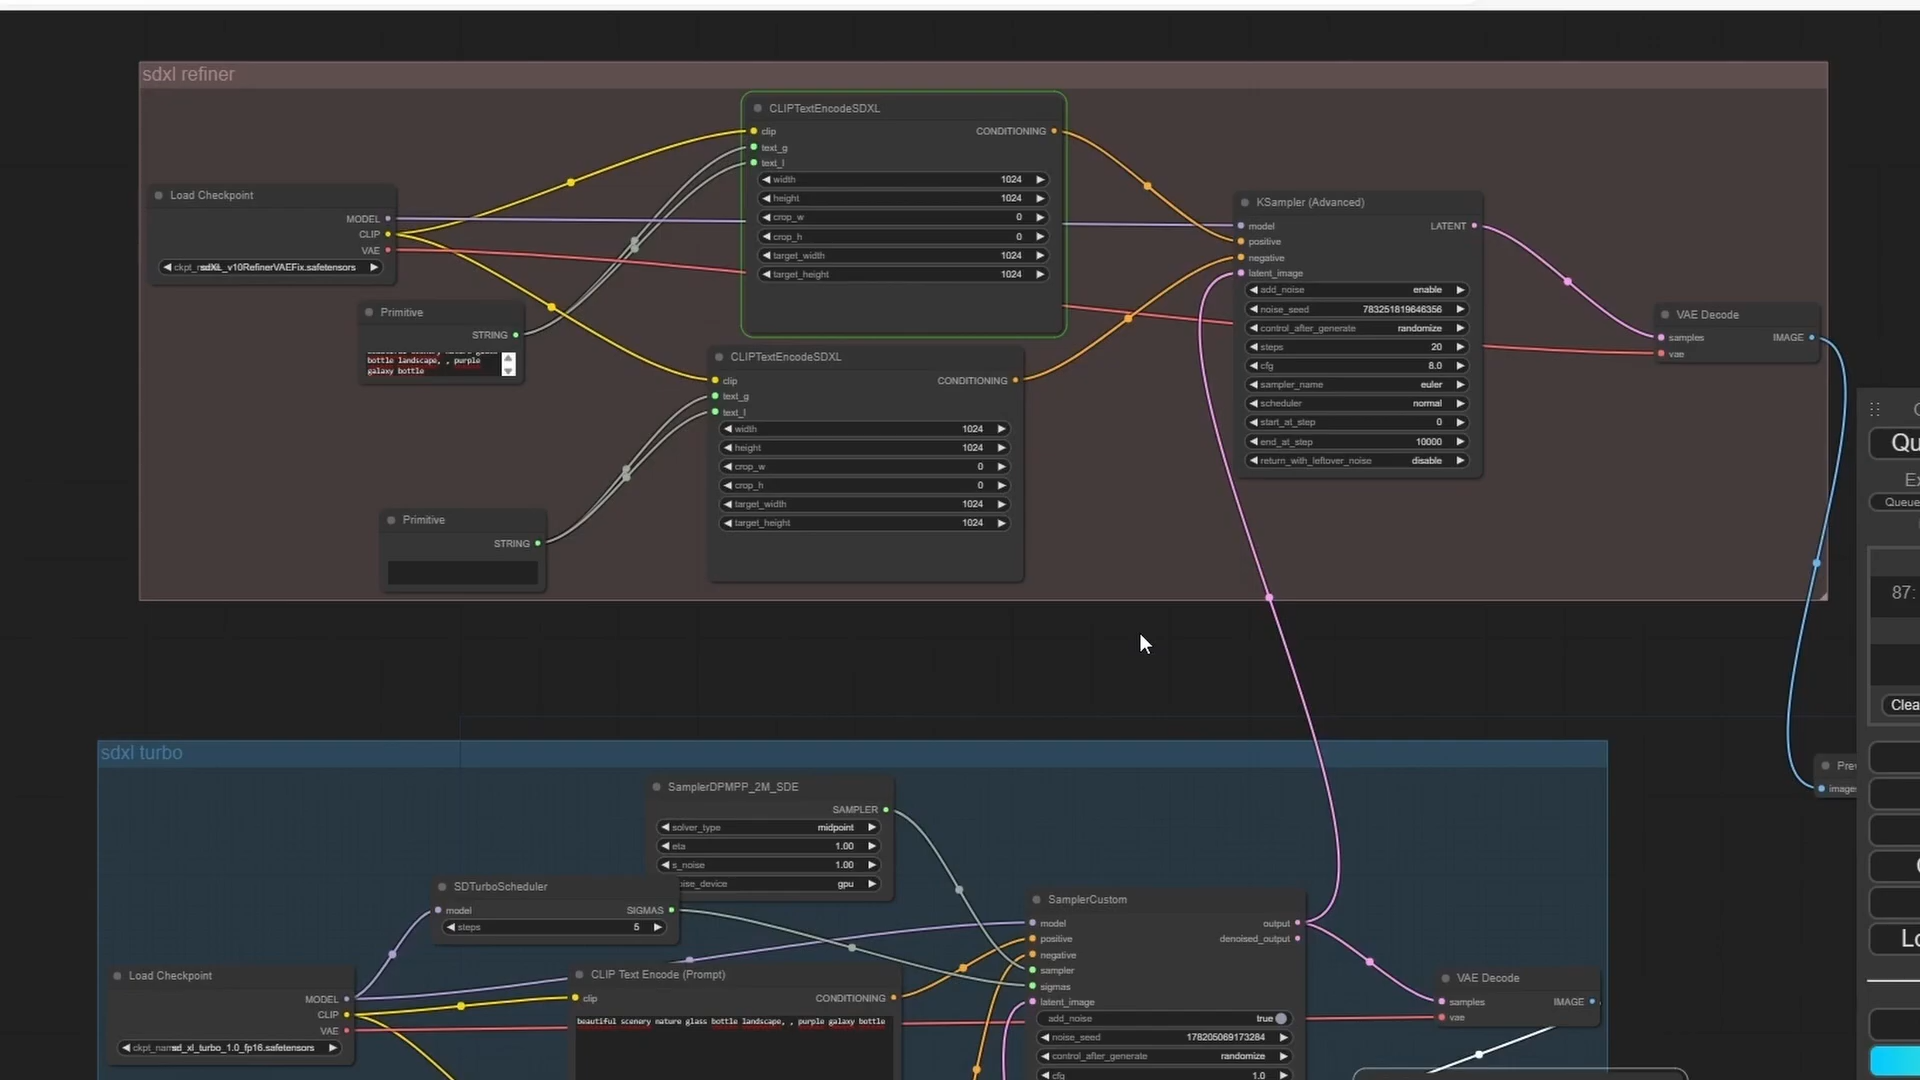 sdxl refiner
CLIPTextEncodeSDXL
clip
CONDITIONING
text_g
text_l
width 1024
height 1024
crop_w 0
crop_h 0
target_width 1024
target_height 1024
Load Checkpoint
MODEL
CLIP
VAE
sdXL_v10RefinerVAEFix.safetensors
KSampler (Advanced)
model
LATENT
positive
negative
latent_image
add_noise enable
noise_seed 783251819646356
control_after_generate randomize
steps 20
cfg 8.0
sampler_name euler
scheduler normal
start_at_step 0
end_at_step 10000
return_with_leftover_noise disable
Primitive
STRING
bottle landscape, , purple
galaxy bottle
VAE Decode
samples
IMAGE
vae
CLIPTextEncodeSDXL
clip
CONDITIONING
text_g
text_l
width 1024
height 1024
crop_w 0
crop_h 0
target_width 1024
target_height 1024
Primitive
STRING
Qu
Ex
Queue
87:
Clea
Lo
Prev
images
sdxl turbo
SamplerDPMPP_2M_SDE
SAMPLER
solver_type midpoint
eta 1.00
s_noise 1.00
oise_device gpu
SDTurboScheduler
model
SIGMAS
steps 5
SamplerCustom
model
output
positive
denoised_output
negative
sampler
sigmas
latent_image
add_noise true
noise_seed 178205069173284
control_after_generate randomize
cfg 1.0
Load Checkpoint
MODEL
CLIP
VAE
sd_xl_turbo_1.0_fp16.safetensors
CLIP Text Encode (Prompt)
clip
CONDITIONING
beautiful scenery nature glass bottle landscape, , purple galaxy bottle
VAE Decode
samples
IMAGE
vae